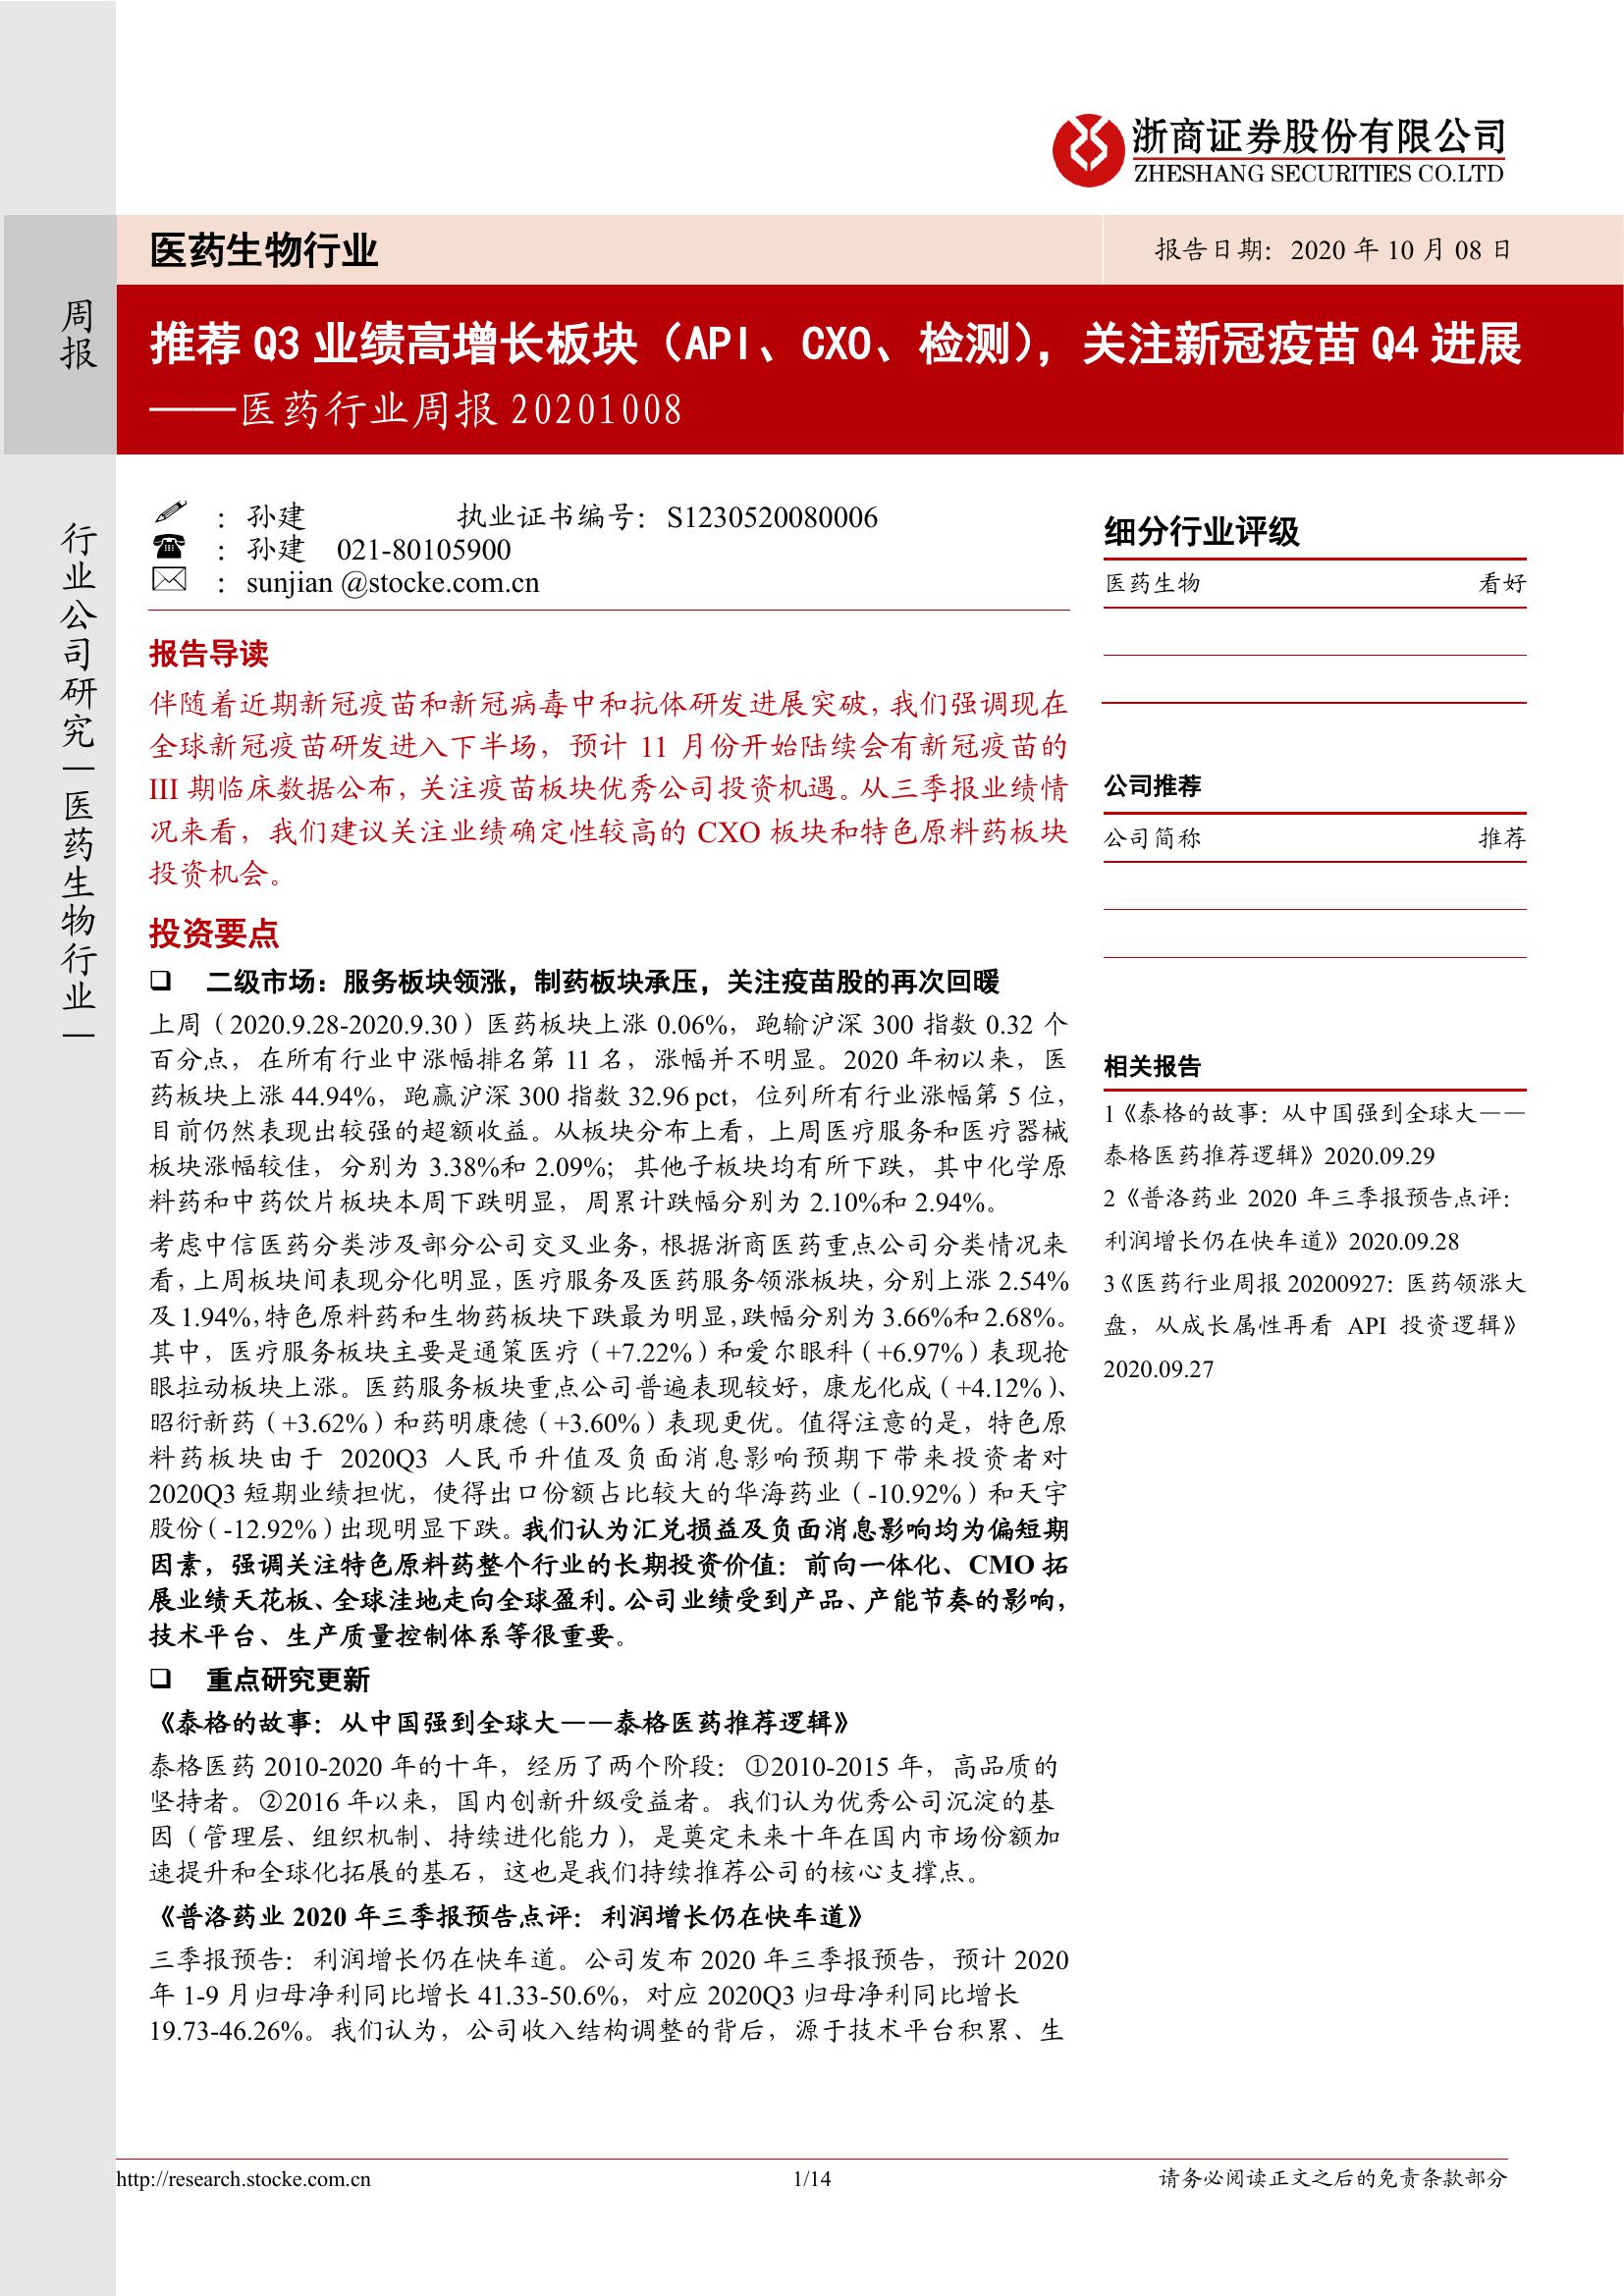 浙商证券股份有限公司
ZHESHANG SECURITIES CO.LTD
医药生物行业
报告日期：2020 年 10 月 08 日
周报
推荐 Q3 业绩高增长板块（API、CXO、检测），关注新冠疫苗 Q4 进展
——医药行业周报 20201008
行业公司研究｜医药生物行业｜
：孙建 执业证书编号：S1230520080006
：孙建 021-80105900
：sunjian @stocke.com.cn
报告导读
伴随着近期新冠疫苗和新冠病毒中和抗体研发进展突破，我们强调现在
全球新冠疫苗研发进入下半场，预计 11 月份开始陆续会有新冠疫苗的
III 期临床数据公布，关注疫苗板块优秀公司投资机遇。从三季报业绩情
况来看，我们建议关注业绩确定性较高的 CXO 板块和特色原料药板块
投资机会。
投资要点
❑ 二级市场：服务板块领涨，制药板块承压，关注疫苗股的再次回暖
上周（2020.9.28-2020.9.30）医药板块上涨 0.06%，跑输沪深 300 指数 0.32 个
百分点，在所有行业中涨幅排名第 11 名，涨幅并不明显。2020 年初以来，医
药板块上涨 44.94%，跑赢沪深 300 指数 32.96 pct，位列所有行业涨幅第 5 位，
目前仍然表现出较强的超额收益。从板块分布上看，上周医疗服务和医疗器械
板块涨幅较佳，分别为 3.38%和 2.09%；其他子板块均有所下跌，其中化学原
料药和中药饮片板块本周下跌明显，周累计跌幅分别为 2.10%和 2.94%。
考虑中信医药分类涉及部分公司交叉业务，根据浙商医药重点公司分类情况来
看，上周板块间表现分化明显，医疗服务及医药服务领涨板块，分别上涨 2.54%
及 1.94%，特色原料药和生物药板块下跌最为明显，跌幅分别为 3.66%和 2.68%。
其中，医疗服务板块主要是通策医疗（+7.22%）和爱尔眼科（+6.97%）表现抢
眼拉动板块上涨。医药服务板块重点公司普遍表现较好，康龙化成（+4.12%）、
昭衍新药（+3.62%）和药明康德（+3.60%）表现更优。值得注意的是，特色原
料药板块由于 2020Q3 人民币升值及负面消息影响预期下带来投资者对
2020Q3 短期业绩担忧，使得出口份额占比较大的华海药业（-10.92%）和天宇
股份（-12.92%）出现明显下跌。我们认为汇兑损益及负面消息影响均为偏短期
因素，强调关注特色原料药整个行业的长期投资价值：前向一体化、CMO 拓
展业绩天花板、全球洼地走向全球盈利。公司业绩受到产品、产能节奏的影响，
技术平台、生产质量控制体系等很重要。
❑ 重点研究更新
《泰格的故事：从中国强到全球大——泰格医药推荐逻辑》
泰格医药 2010-2020 年的十年，经历了两个阶段：①2010-2015 年，高品质的
坚持者。②2016 年以来，国内创新升级受益者。我们认为优秀公司沉淀的基
因（管理层、组织机制、持续进化能力），是奠定未来十年在国内市场份额加
速提升和全球化拓展的基石，这也是我们持续推荐公司的核心支撑点。
《普洛药业 2020 年三季报预告点评：利润增长仍在快车道》
三季报预告：利润增长仍在快车道。公司发布 2020 年三季报预告，预计 2020
年 1-9 月归母净利同比增长 41.33-50.6%，对应 2020Q3 归母净利同比增长
19.73-46.26%。我们认为，公司收入结构调整的背后，源于技术平台积累、生
细分行业评级
医药生物 看好
公司推荐
公司简称 推荐
相关报告
1《泰格的故事：从中国强到全球大——
泰格医药推荐逻辑》2020.09.29
2《普洛药业 2020 年三季报预告点评：
利润增长仍在快车道》2020.09.28
3《医药行业周报 20200927：医药领涨大
盘，从成长属性再看 API 投资逻辑》
2020.09.27
http://research.stocke.com.cn
1/14
请务必阅读正文之后的免责条款部分